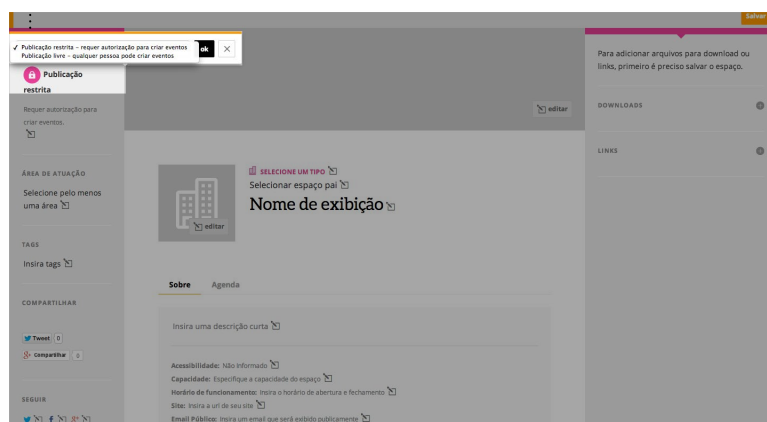 Salvar
✓ Publicação restrita – requer autorização para criar eventos
Publicação livre – qualquer pessoa pode criar eventos
ok
Publicação
restrita
Requer autorização para
criar eventos.
ÁREA DE ATUAÇÃO
Selecione pelo menos
uma área
TAGS
Insira tags
COMPARTILHAR
Tweet 0
Compartilhar 0
SEGUIR
editar
SELECIONE UM TIPO
Selecionar espaço pai
Nome de exibição
editar
Sobre Agenda
Insira uma descrição curta
Acessibilidade: Não Informado
Capacidade: Especifique a capacidade do espaço
Horário de funcionamento: Insira o horário de abertura e fechamento
Site: Insira a url de seu site
Email Público: Insira um email que será exibido publicamente
Para adicionar arquivos para download ou
links, primeiro é preciso salvar o espaço.
DOWNLOADS
LINKS